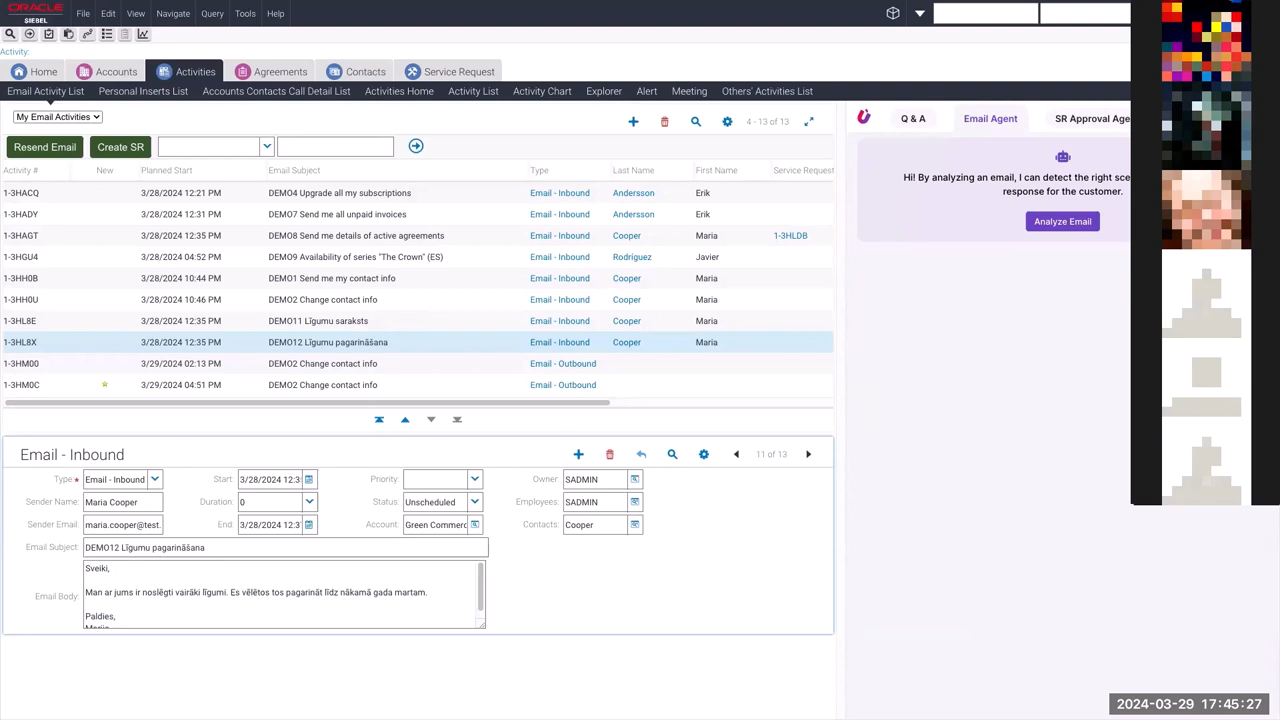 ORACLE
SIEBEL
File Edit View Navigate Query Tools Help
Activity:
Home Accounts Activities Agreements Contacts Service Request
Email Activity List Personal Inserts List Accounts Contacts Call Detail List Activities Home Activity List Activity Chart Explorer Alert Meeting Others' Activities List
My Email Activities 4 - 13 of 13
Resend Email Create SR
Activity # New Planned Start Email Subject Type Last Name First Name Service Request
1-3HACQ 3/28/2024 12:21 PM DEMO4 Upgrade all my subscriptions Email - Inbound Andersson Erik
1-3HADY 3/28/2024 12:31 PM DEMO7 Send me all unpaid invoices Email - Inbound Andersson Erik
1-3HAGT 3/28/2024 12:35 PM DEMO8 Send me details of active agreements Email - Inbound Cooper Maria 1-3HLDB
1-3HGU4 3/28/2024 04:52 PM DEMO9 Availability of series "The Crown" (ES) Email - Inbound Rodríguez Javier
1-3HH0B 3/28/2024 10:44 PM DEMO1 Send me my contact info Email - Inbound Cooper Maria
1-3HH0U 3/28/2024 10:46 PM DEMO2 Change contact info Email - Inbound Cooper Maria
1-3HL8E 3/28/2024 12:35 PM DEMO11 Līgumu saraksts Email - Inbound Cooper Maria
1-3HL8X 3/28/2024 12:35 PM DEMO12 Līgumu pagarināšana Email - Inbound Cooper Maria
1-3HM00 3/29/2024 02:13 PM DEMO2 Change contact info Email - Outbound
1-3HM0C 3/29/2024 04:51 PM DEMO2 Change contact info Email - Outbound
Email - Inbound 11 of 13
Type: Email - Inbound Start: 3/28/2024 12:3 Priority: Owner: SADMIN
Sender Name: Maria Cooper Duration: 0 Status: Unscheduled Employees: SADMIN
Sender Email: maria.cooper@test. End: 3/28/2024 12:3 Account: Green Commerc Contacts: Cooper
Email Subject: DEMO12 Līgumu pagarināšana
Email Body:
Sveiki,
Man ar jums ir noslēgti vairāki līgumi. Es vēlētos tos pagarināt līdz nākamā gada martam.
Paldies,
Q & A Email Agent SR Approval Age
Hi! By analyzing an email, I can detect the right sce
response for the customer.
Analyze Email
2024-03-29 17:45:27